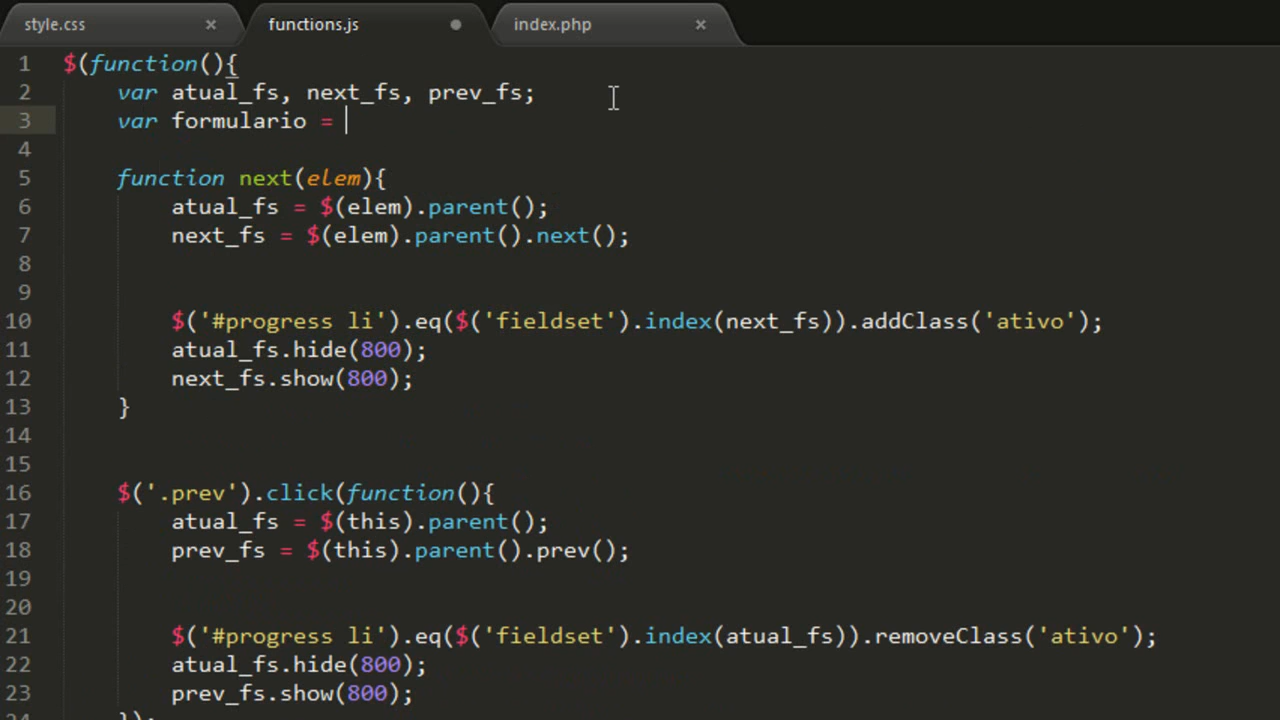 style.css × functions.js index.php ×
1 $(function(){
2 var atual_fs, next_fs, prev_fs;
3 var formulario =
4
5 function next(elem){
6 atual_fs = $(elem).parent();
7 next_fs = $(elem).parent().next();
8
9
10 $('#progress li').eq($('fieldset').index(next_fs)).addClass('ativo');
11 atual_fs.hide(800);
12 next_fs.show(800);
13 }
14
15
16 $('.prev').click(function(){
17 atual_fs = $(this).parent();
18 prev_fs = $(this).parent().prev();
19
20
21 $('#progress li').eq($('fieldset').index(atual_fs)).removeClass('ativo');
22 atual_fs.hide(800);
23 prev_fs.show(800);
24 });